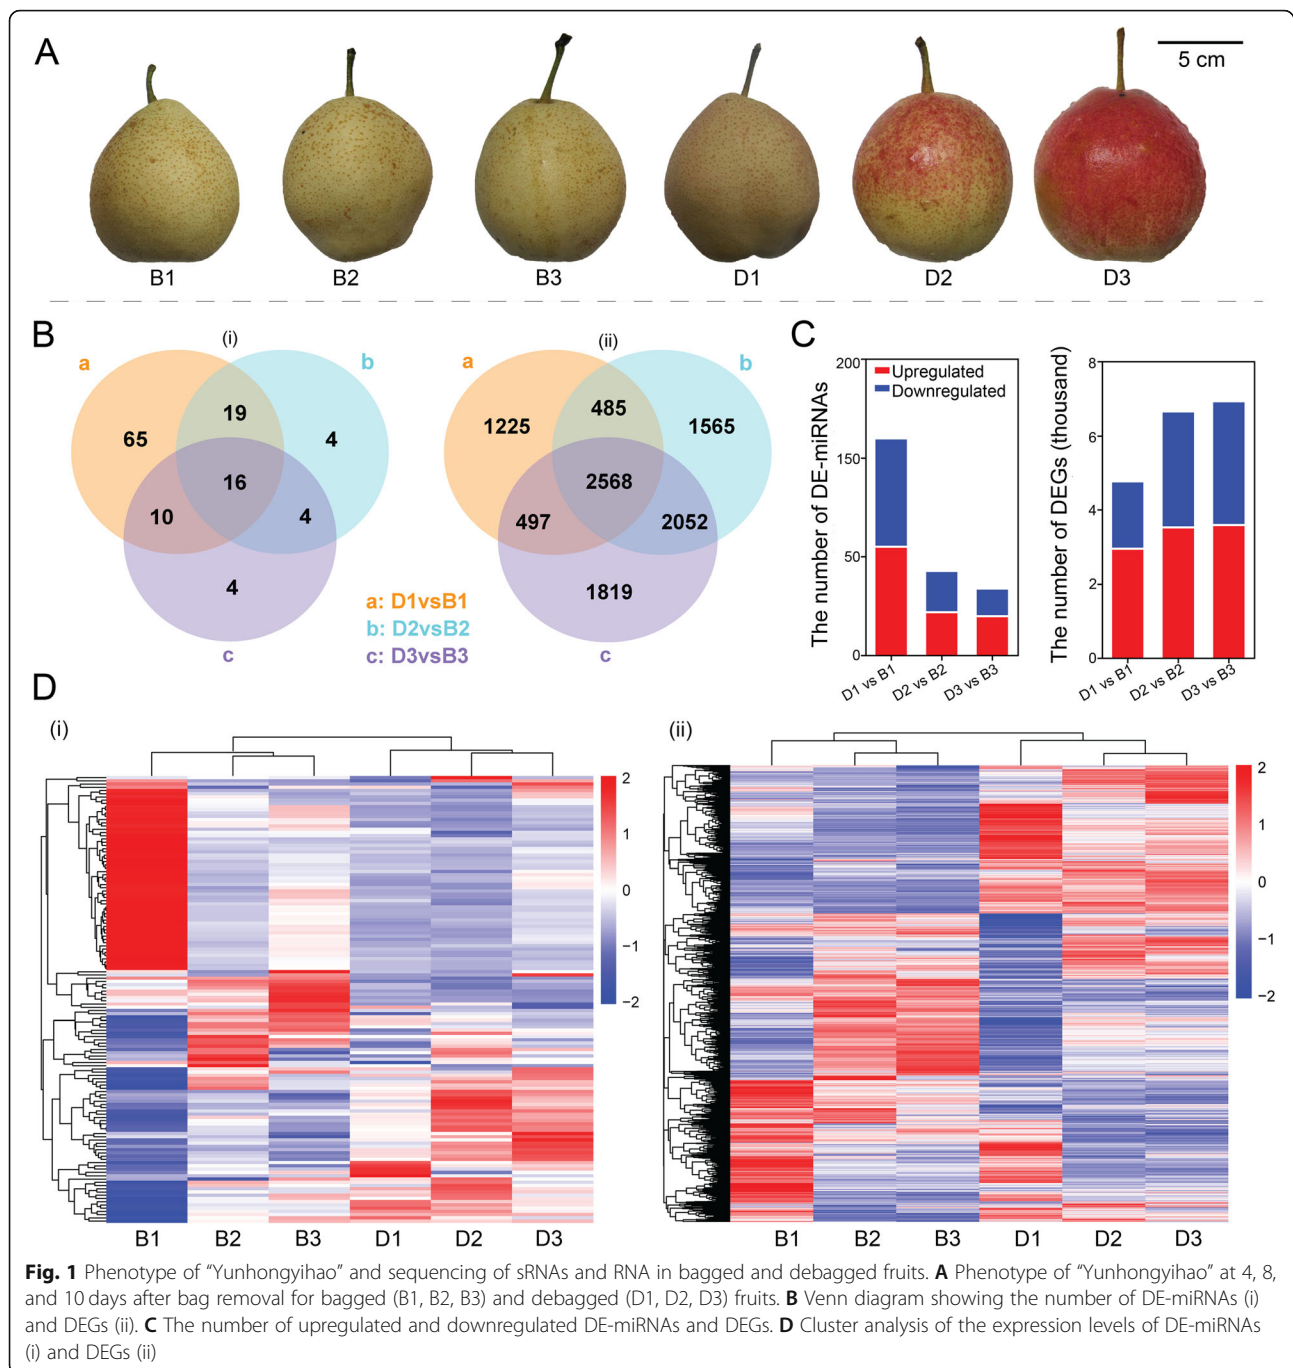 A
5 cm
B1 B2 B3 D1 D2 D3
B
(i)
a
b
65
19
4
16
10
4
4
c
(ii)
a
b
1225
485
1565
2568
497
2052
1819
c
a: D1vsB1
b: D2vsB2
c: D3vsB3
C
The number of DE-miRNAs
200
150
50
0
Upregulated
Downregulated
D1 vs B1
D2 vs B2
D3 vs B3
The number of DEGs (thousand)
8
6
4
2
0
D1 vs B1
D2 vs B2
D3 vs B3
D
(i)
2
1
0
−1
−2
B1 B2 B3 D1 D2 D3
(ii)
2
1
0
−1
−2
B1 B2 B3 D1 D2 D3
Fig. 1 Phenotype of “Yunhongyihao” and sequencing of sRNAs and RNA in bagged and debagged fruits. A Phenotype of “Yunhongyihao” at 4, 8,
and 10 days after bag removal for bagged (B1, B2, B3) and debagged (D1, D2, D3) fruits. B Venn diagram showing the number of DE-miRNAs (i)
and DEGs (ii). C The number of upregulated and downregulated DE-miRNAs and DEGs. D Cluster analysis of the expression levels of DE-miRNAs
(i) and DEGs (ii)